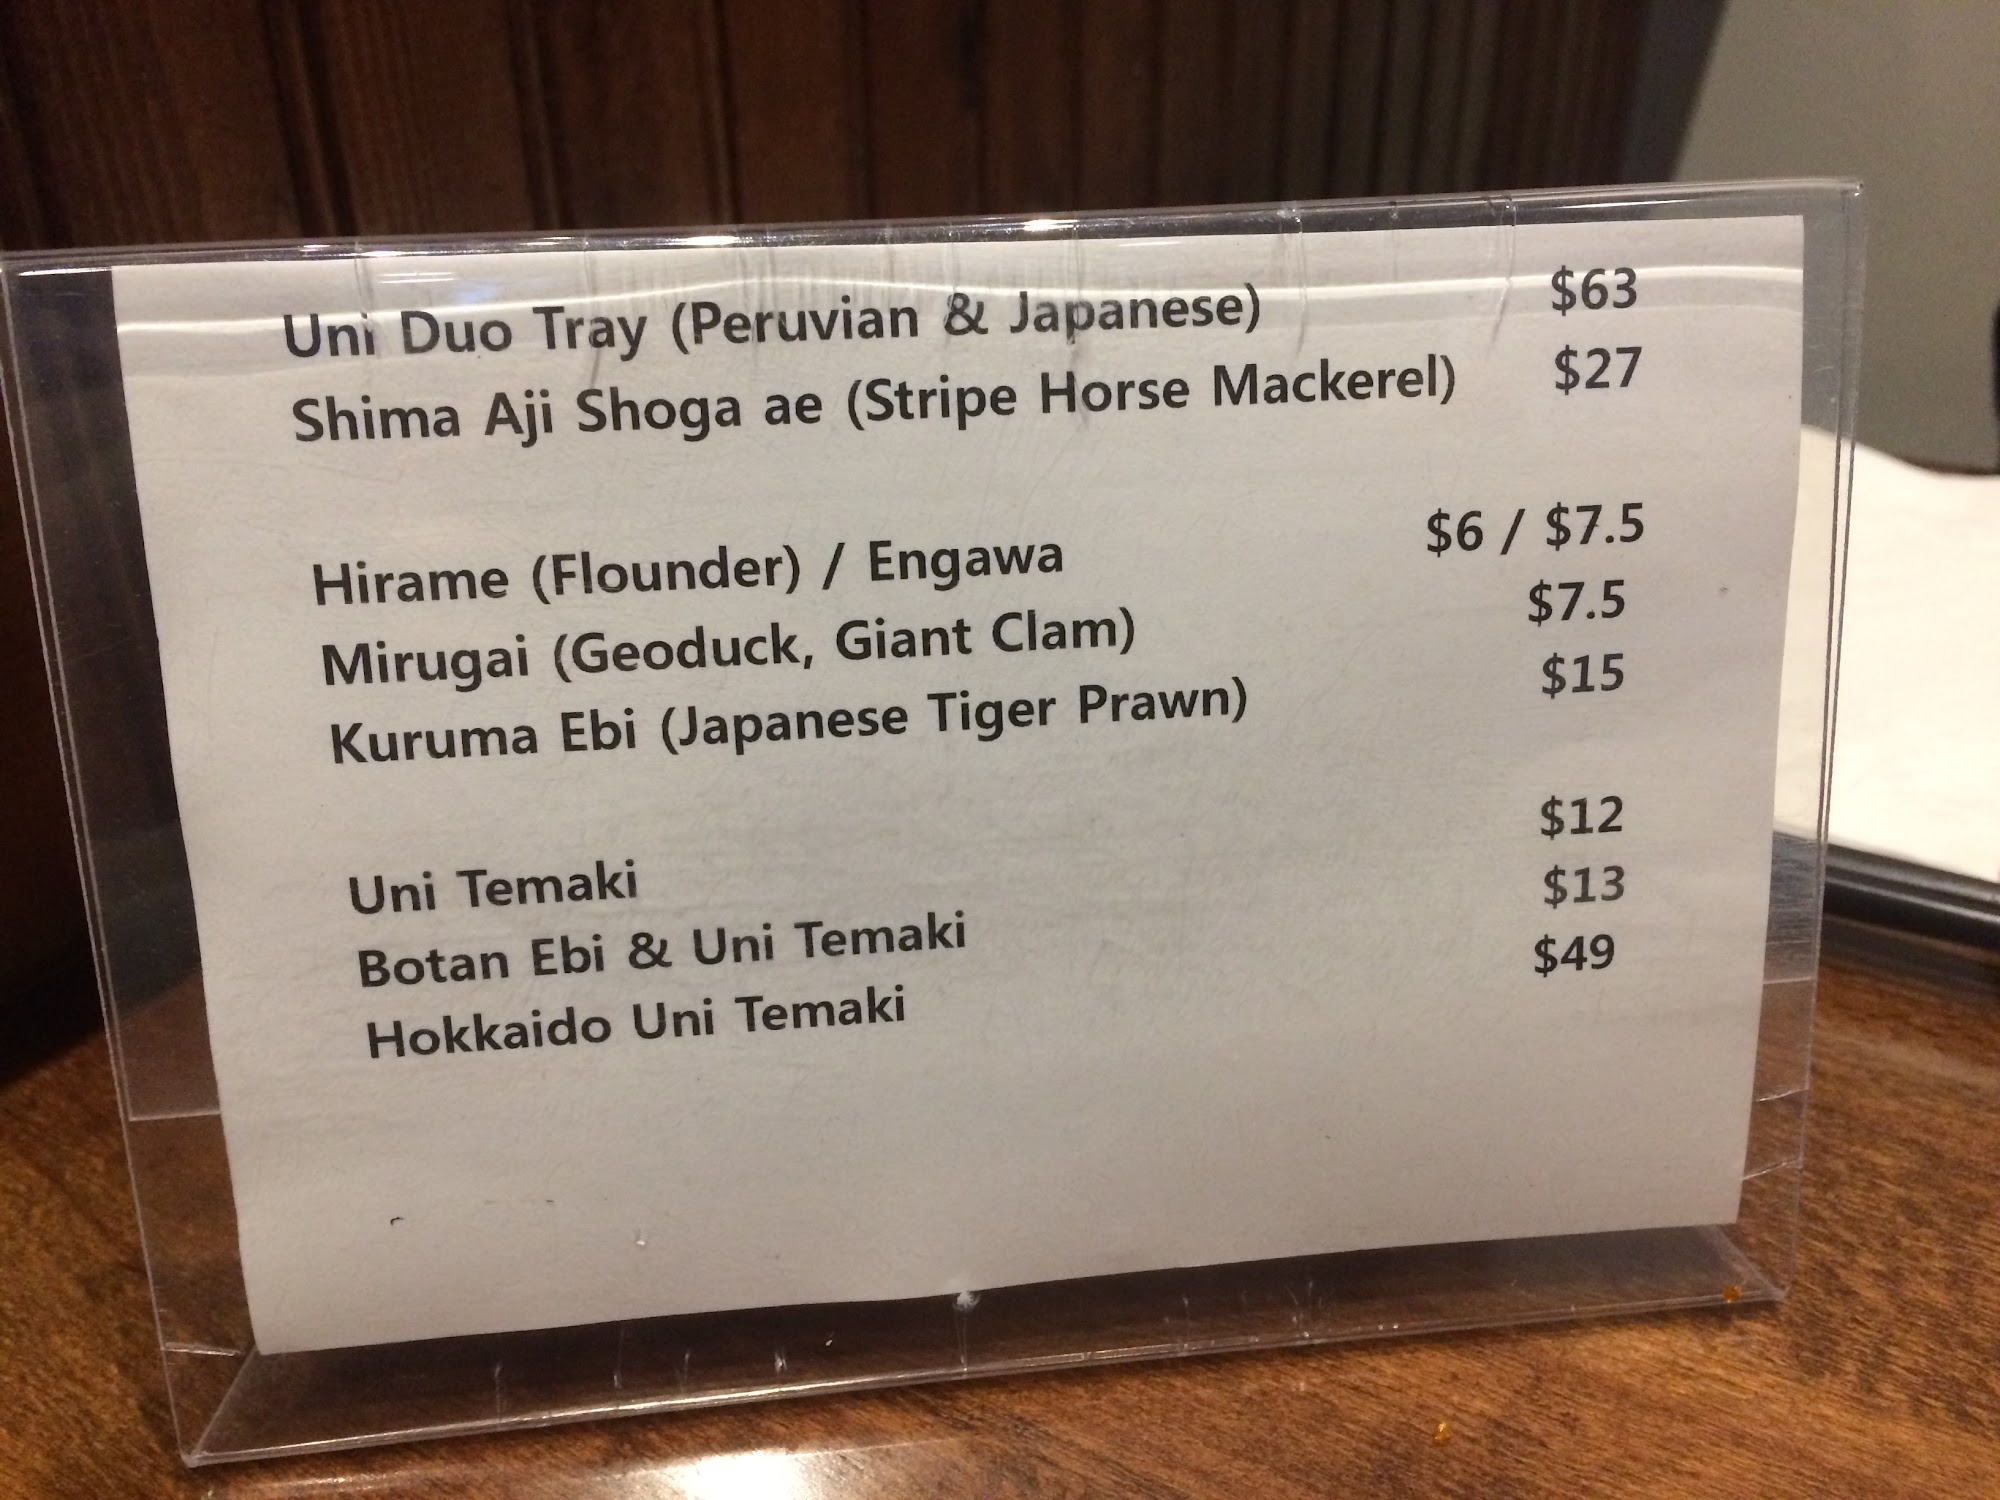 Uni Duo Tray (Peruvian & Japanese) $63
Shima Aji Shoga ae (Stripe Horse Mackerel) $27
Hirame (Flounder) / Engawa $6 / $7.5
Mirugai (Geoduck, Giant Clam) $7.5
Kuruma Ebi (Japanese Tiger Prawn) $15
Uni Temaki $12
Botan Ebi & Uni Temaki $13
Hokkaido Uni Temaki $49